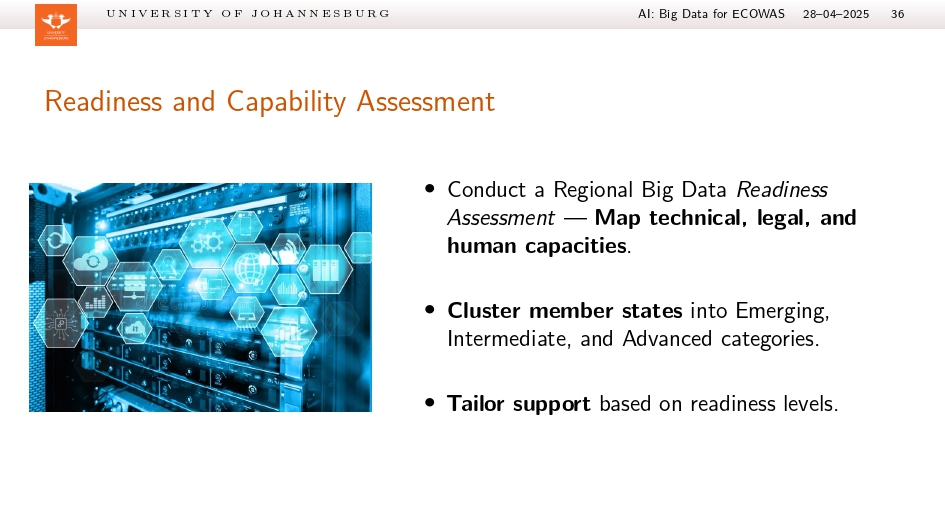 UNIVERSITY OF JOHANNESBURG
AI: Big Data for ECOWAS 28–04–2025 36
UNIVERSITY
JOHANNESBURG
Readiness and Capability Assessment
• Conduct a Regional Big Data Readiness
Assessment — Map technical, legal, and
human capacities.
• Cluster member states into Emerging,
Intermediate, and Advanced categories.
• Tailor support based on readiness levels.